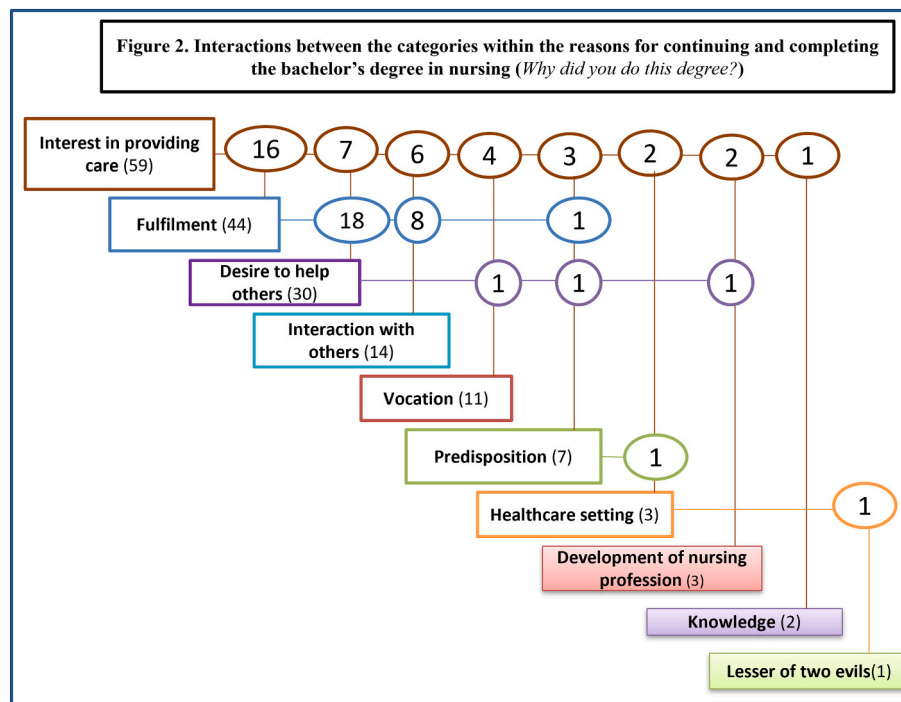 Figure 2. Interactions between the categories within the reasons for continuing and completing
the bachelor's degree in nursing (Why did you do this degree?)
Interest in providing
care (59)
16
7
6
4
3
2
2
1
Fulfilment (44)
18
8
1
Desire to help
others (30)
1
1
1
Interaction with
others (14)
Vocation (11)
Predisposition (7)
1
Healthcare setting (3)
1
Development of nursing
profession (3)
Knowledge (2)
Lesser of two evils(1)